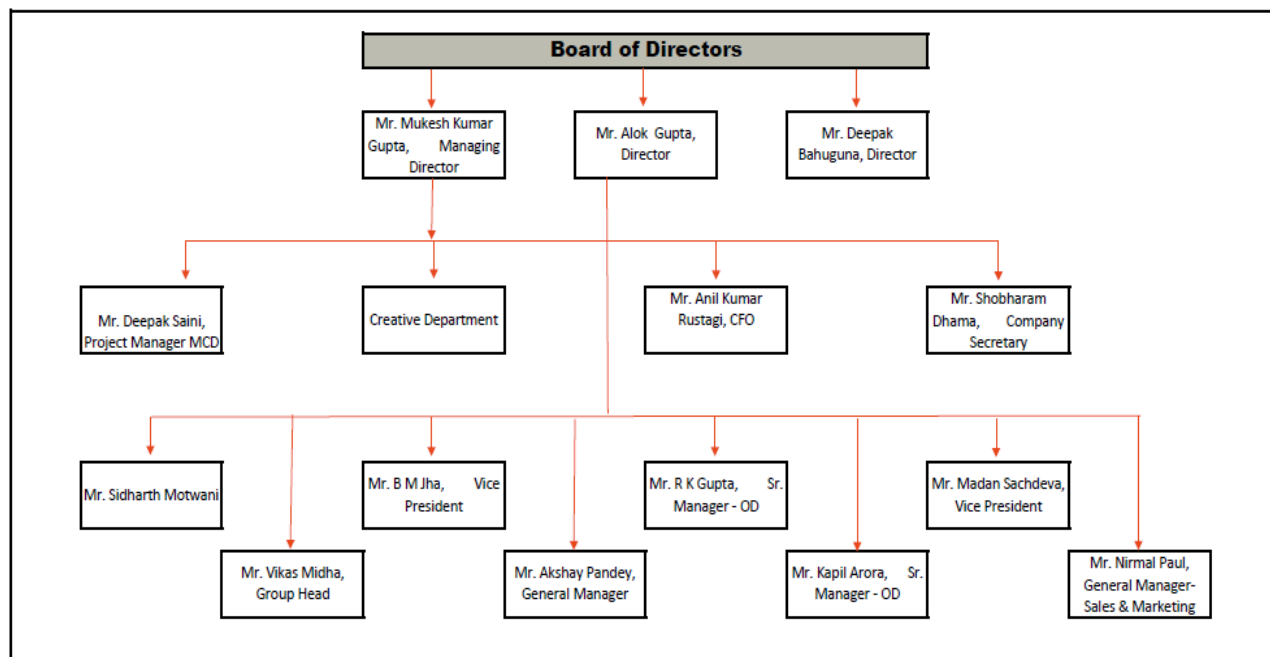 Board of Directors
Mr. Mukesh Kumar
Gupta, Managing
Director
Mr. Alok Gupta,
Director
Mr. Deepak
Bahuguna, Director
Mr. Deepak Saini,
Project Manager MCD
Creative Department
Mr. Anil Kumar
Rustagi, CFO
Mr. Shobharam
Dhama, Company
Secretary
Mr. Sidharth Motwani
Mr. B M Jha, Vice
President
Mr. R K Gupta, Sr.
Manager - OD
Mr. Madan Sachdeva,
Vice President
Mr. Vikas Midha,
Group Head
Mr. Akshay Pandey,
General Manager
Mr. Kapil Arora, Sr.
Manager - OD
Mr. Nirmal Paul,
General Manager-
Sales & Marketing